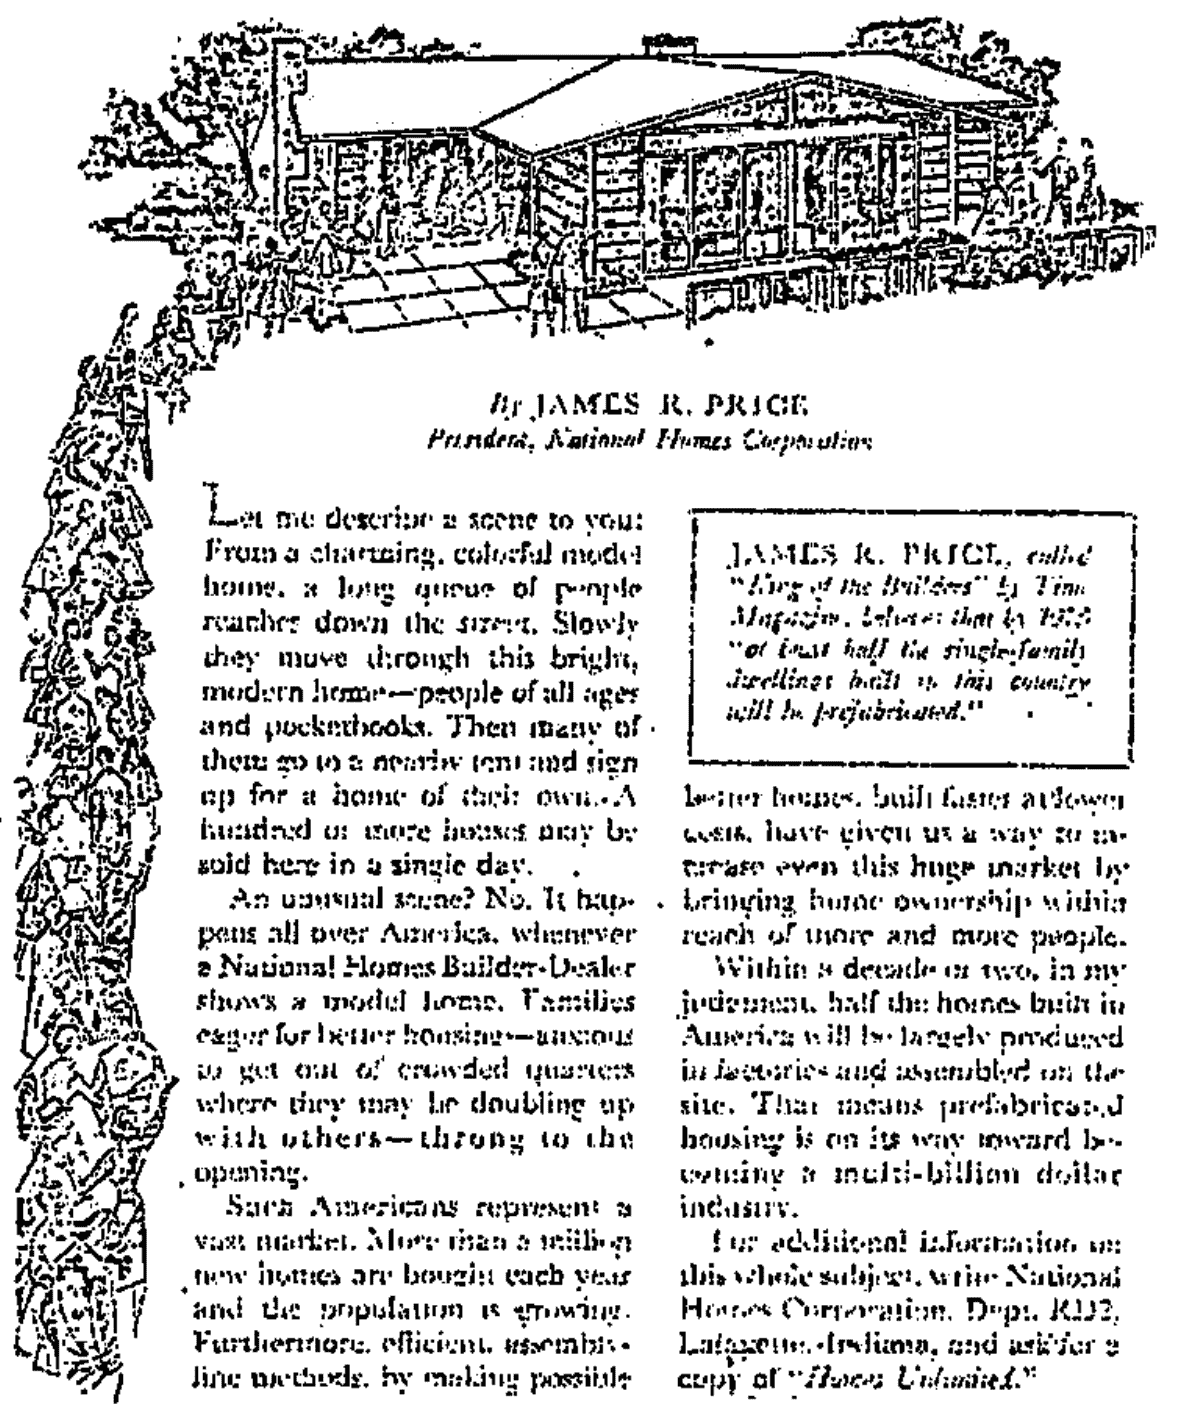 By JAMES R. PRICE
President, National Homes Corporation
Let me describe a scene to you:
From a charming, colorful model
home, a long queue of people
reaches down the street. Slowly
they move through this bright,
modern home—people of all ages
and pocketbooks. Then many of
them go to a nearby tent and sign
up for a home of their own. A
hundred or more houses may be
sold here in a single day.
An unusual scene? No. It hap-
pens all over America, whenever
a National Homes Builder-Dealer
shows a model home. Families
eager for better housing—anxious
to get out of crowded quarters
where they may be doubling up
with others—throng to the
opening.
Such Americans represent a
vast market. More than a million
new homes are bought each year
and the population is growing.
Furthermore, efficient, assembly-
line methods, by making possible
JAMES R. PRICE, called
"King of the Builders" by Time
Magazine, believes that by
"at least half the single-family
dwellings built in this country
will be prefabricated."
better homes, built faster at lower
costs, have given us a way to in-
crease even this huge market by
bringing home ownership within
reach of more and more people.
Within a decade or two, in my
judgment, half the homes built in
America will be largely produced
in factories and assembled on the
site. That means prefabricated
housing is on its way toward be-
coming a multi-billion dollar
industry.
For additional information on
this whole subject, write National
Homes Corporation, Dept.
Lafayette, Indiana, and ask for a
copy of "Homes Unlimited."